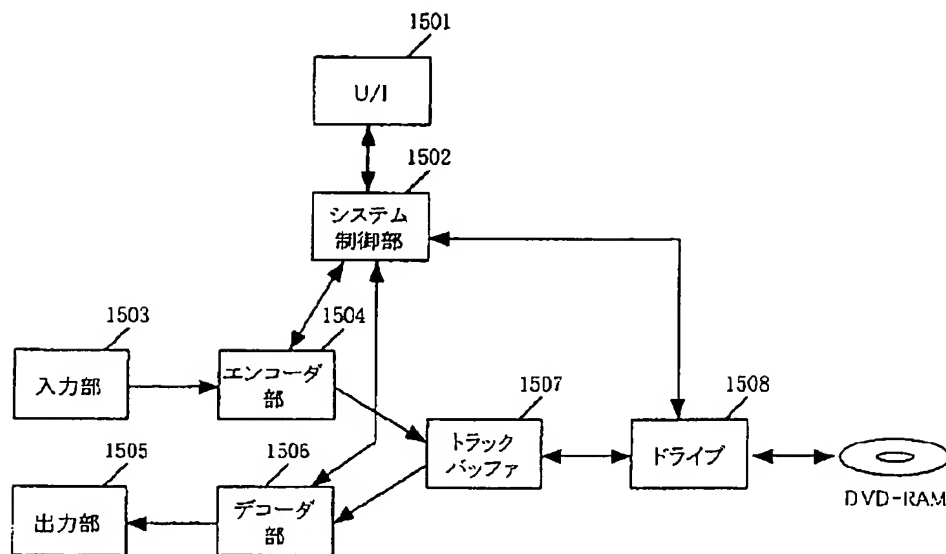 1501
U/I
1502
システム
制御部
1503
入力部
1504
エンコーダ
部
1507
トラック
バッファ
1508
ドライブ
DVD-RAM
1505
出力部
1506
デコーダ
部